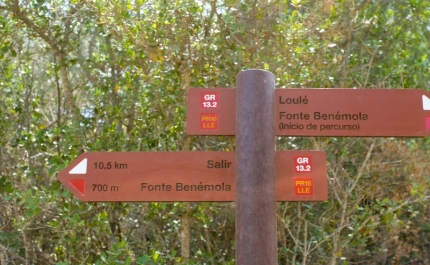 GR
13.2
PR16
LLE
Loulé
Fonte Benémola
(Início de percurso)
10,5 km Salir
700 m Fonte Benémola
GR
13.2
PR16
LLE